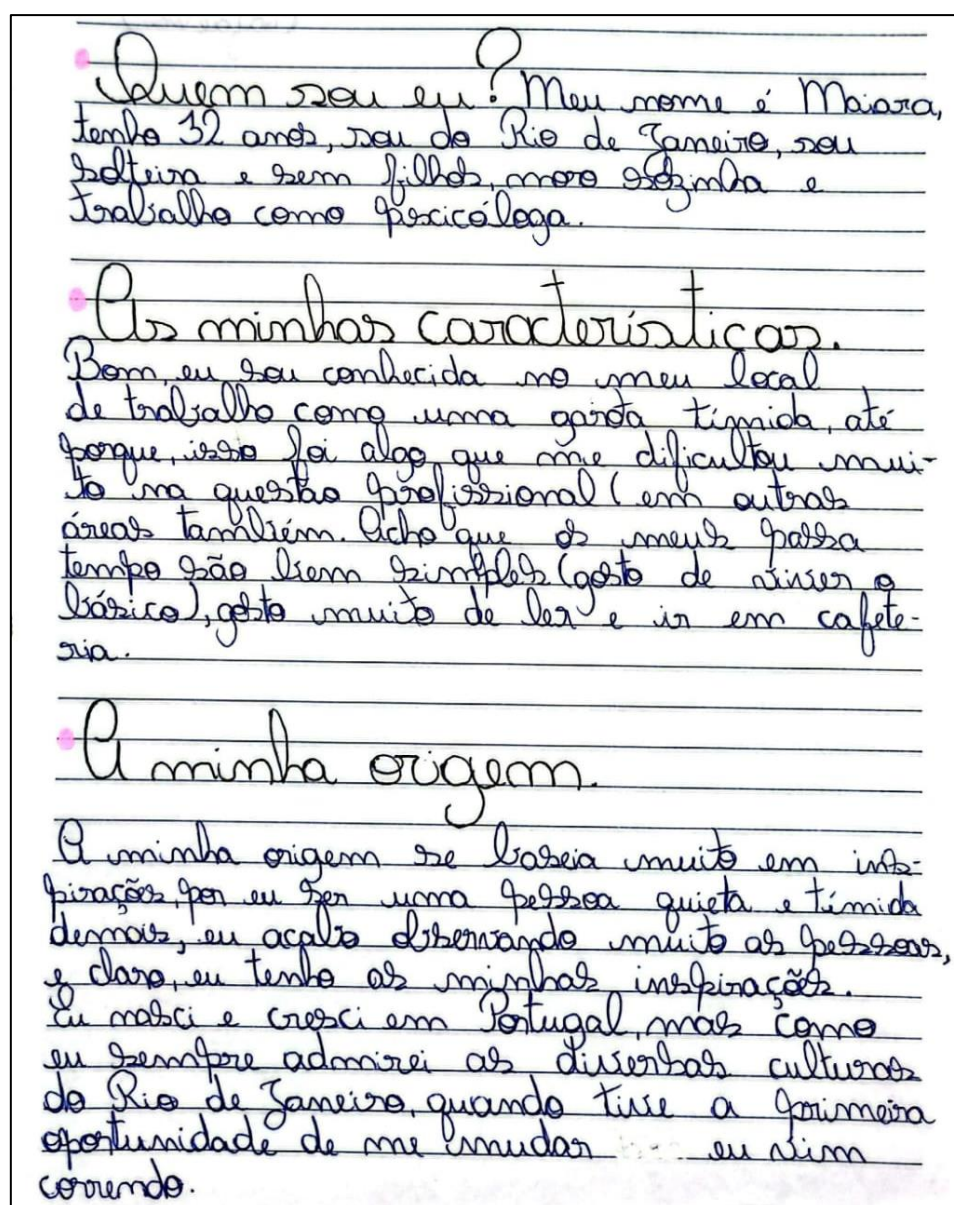 Quem sou eu? Meu nome é Maiara,
tenho 32 anos, sou do Rio de Janeiro, sou
solteira e sem filhos, moro sozinha e
trabalho como psicóloga.
As minhas características.
Bom, eu sou conhecida no meu local
de trabalho como uma garota tímida, até
porque, isso foi algo que me dificultou mui-
to na questão profissional (em outras
áreas também. Acho que os meus passa
tempo são bem simples (gosto de viver o
básico), gosto muito de ler e ir em cafete-
ria.
A minha origem.
A minha origem se baseia muito em ins-
pirações, por eu ser uma pessoa quieta e tímida
demais, eu acabo observando muito as pessoas,
e claro, eu tenho as minhas inspirações.
Eu nasci e cresci em Portugal, mas como
eu sempre admirei as diversas culturas
do Rio de Janeiro, quando tive a primeira
oportunidade de me mudar eu vim
correndo.